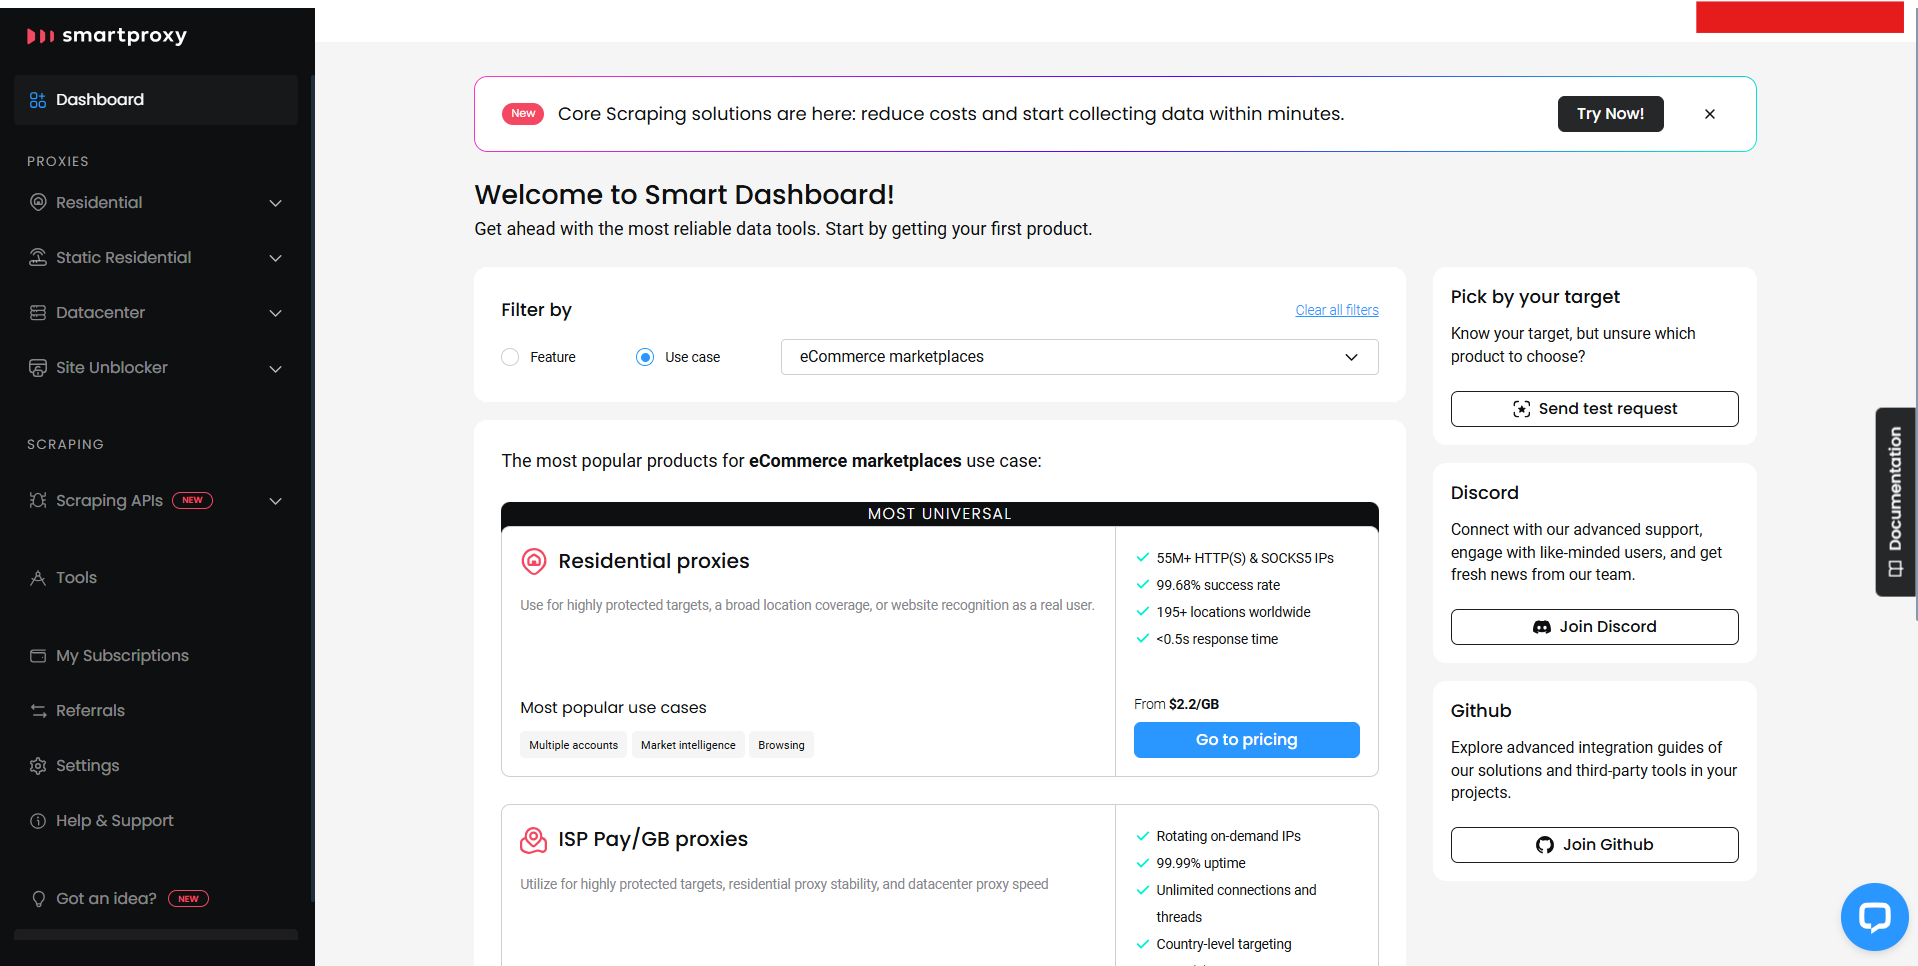 smartproxy
Dashboard
PROXIES
Residential
Static Residential
Datacenter
Site Unblocker
SCRAPING
Scraping APIs NEW
Tools
My Subscriptions
Referrals
Settings
Help & Support
Got an idea? NEW
New Core Scraping solutions are here: reduce costs and start collecting data within minutes. Try Now!
Welcome to Smart Dashboard!
Get ahead with the most reliable data tools. Start by getting your first product.
Filter by Clear all filters
Feature Use case eCommerce marketplaces
The most popular products for eCommerce marketplaces use case:
MOST UNIVERSAL
Residential proxies
Use for highly protected targets, a broad location coverage, or website recognition as a real user.
Most popular use cases
Multiple accounts Market intelligence Browsing
55M+ HTTP(S) & SOCKS5 IPs
99.68% success rate
195+ locations worldwide
<0.5s response time
From $2.2/GB
Go to pricing
ISP Pay/GB proxies
Utilize for highly protected targets, residential proxy stability, and datacenter proxy speed
Rotating on-demand IPs
99.99% uptime
Unlimited connections and
threads
Country-level targeting
Pick by your target
Know your target, but unsure which
product to choose?
Send test request
Discord
Connect with our advanced support,
engage with like-minded users, and get
fresh news from our team.
Join Discord
Github
Explore advanced integration guides of
our solutions and third-party tools in your
projects.
Join Github
Documentation